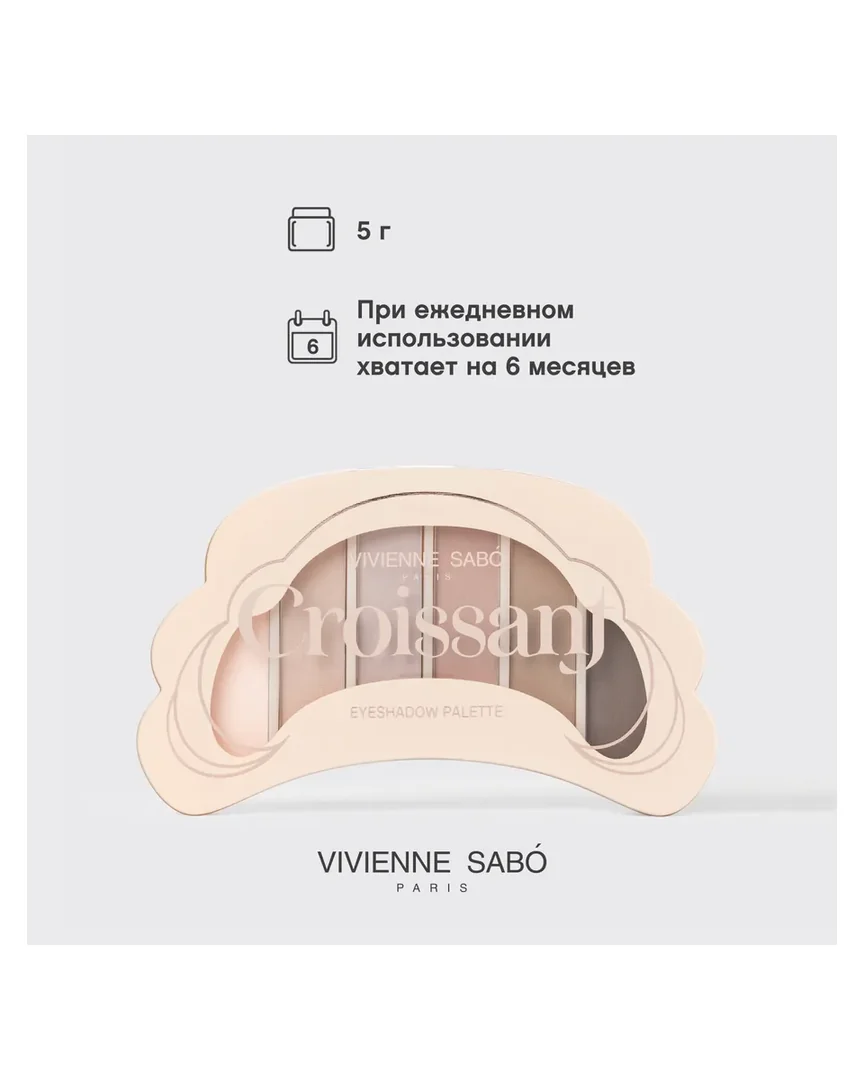 5 г
При ежедневном
использовании
хватает на 6 месяцев
6
VIVIENNE SABÓ
PARIS
Croissant
EYESHADOW PALETTE
VIVIENNE SABÓ
PARIS